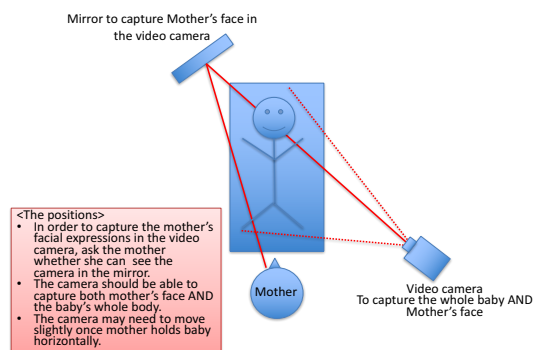 Mirror to capture Mother's face in
the video camera
<The positions>
• In order to capture the mother's
facial expressions in the video
camera, ask the mother
whether she can see the
camera in the mirror.
• The camera should be able to
capture both mother's face AND
the baby's whole body.
• The camera may need to move
slightly once mother holds baby
horizontally.
Mother
Video camera
To capture the whole baby AND
Mother's face